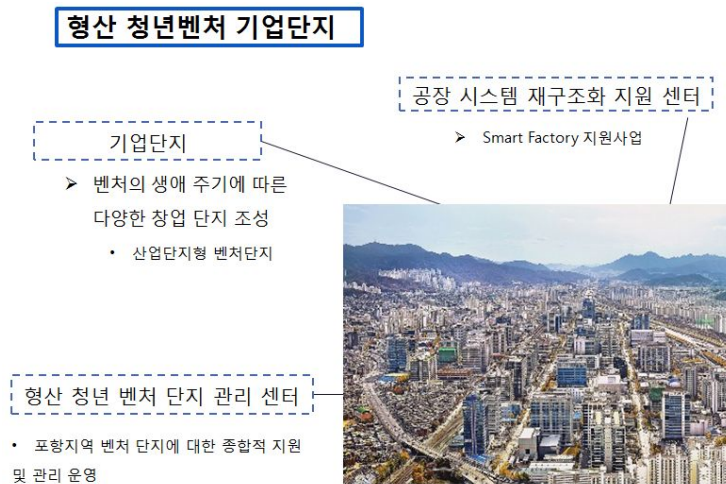 형산 청년벤처 기업단지
공장 시스템 재구조화 지원 센터
➢ Smart Factory 지원사업
기업단지
➢ 벤처의 생애 주기에 따른
다양한 창업 단지 조성
• 산업단지형 벤처단지
형산 청년 벤처 단지 관리 센터
• 포항지역 벤처 단지에 대한 종합적 지원
및 관리 운영